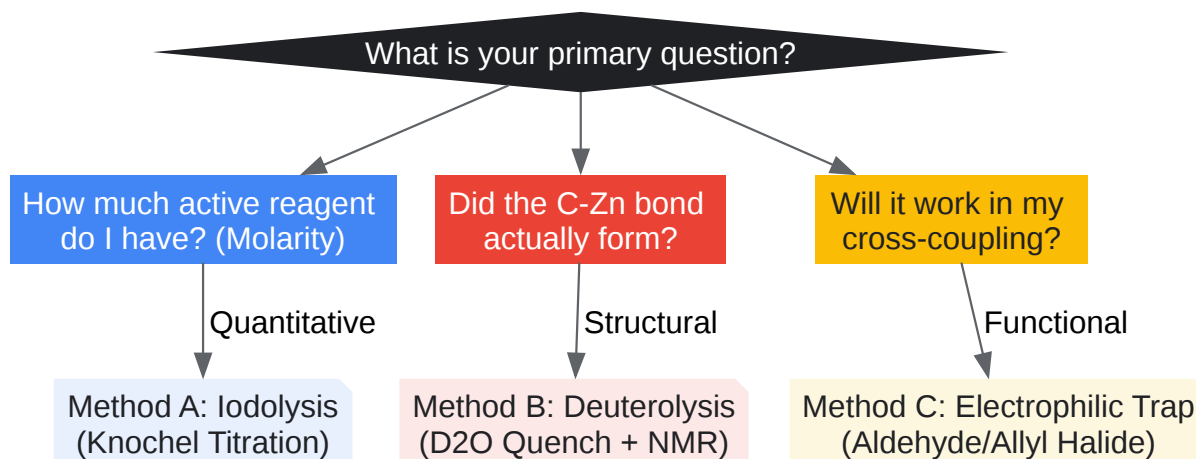 What is your primary question?
How much active reagent
do I have? (Molarity)
Did the C-Zn bond
actually form?
Will it work in my
cross-coupling?
Quantitative
Structural
Functional
Method A: Iodolysis
(Knochel Titration)
Method B: Deuterolysis
(D2O Quench + NMR)
Method C: Electrophilic Trap
(Aldehyde/Allyl Halide)